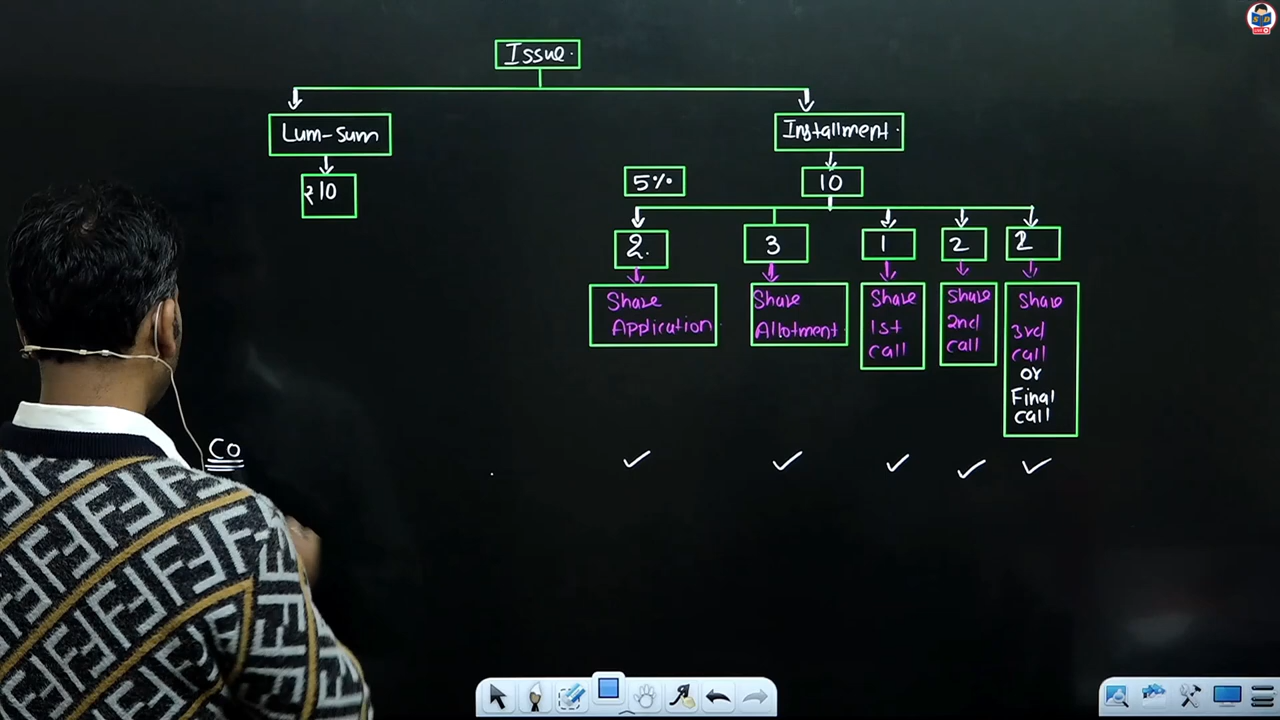 Issue.
Lum-Sum
Installment.
₹10
5%
10
2.
3
1
2
2
Share
Application
Share
Allotment.
Share
1st
Call
Share
2nd
Call
Share
3rd
Call
or
Final
Call
Co